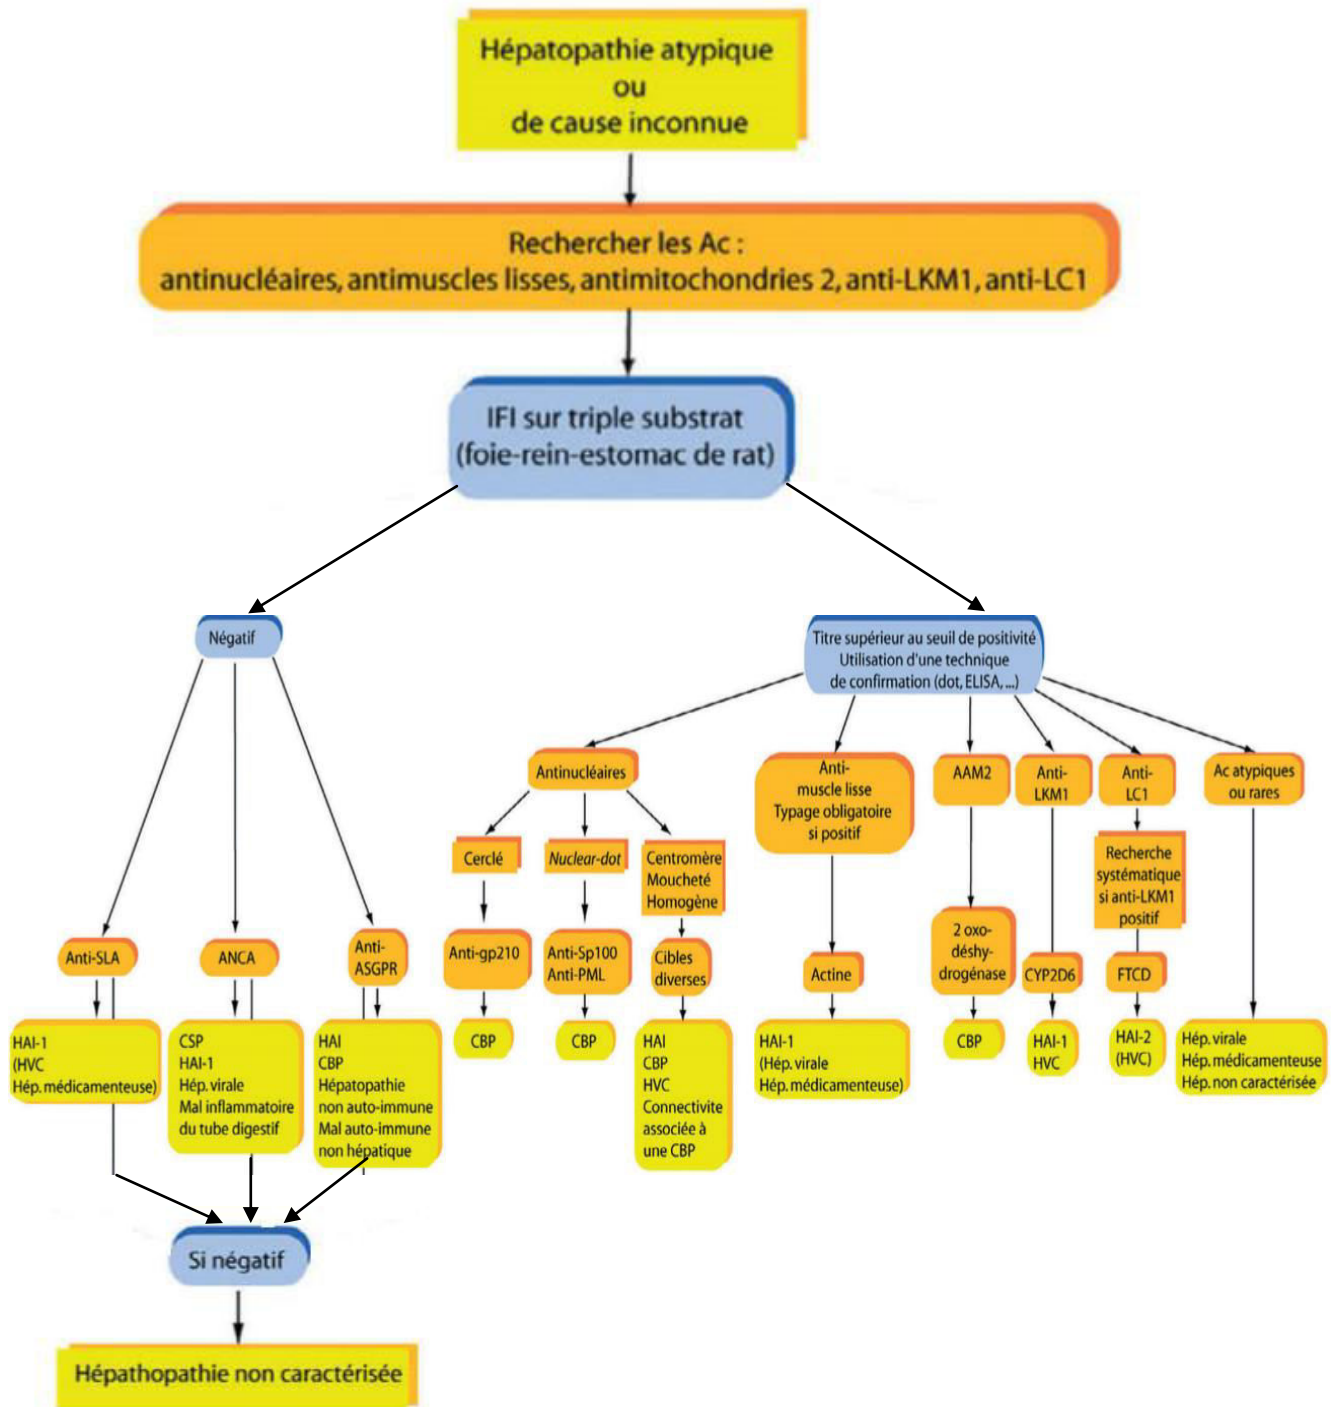 Hépatopathie atypique
ou
de cause inconnue
Rechercher les Ac :
antinucléaires, antimuscles lisses, antimitochondries 2, anti-LKM1, anti-LC1
IFI sur triple substrat
(foie-rein-estomac de rat)
Négatif
Titre supérieur au seuil de positivité
Utilisation d'une technique
de confirmation (dot, ELISA, ...)
Anti-SLA
ANCA
Anti-
ASGPR
HAI-1
(HVC
Hép. médicamenteuse)
CSP
HAI-1
Hép. virale
Mal inflammatoire
du tube digestif
HAI
CBP
Hépatopathie
non auto-immune
Mal auto-immune
non hépatique
Si négatif
Hépathopathie non caractérisée
Antinucléaires
Cerclé
Nuclear-dot
Centromère
Moucheté
Homogène
Anti-gp210
Anti-Sp100
Anti-PML
Cibles
diverses
CBP
CBP
HAI
CBP
HVC
Connectivite
associée à
une CBP
Anti-
muscle lisse
Typage obligatoire
si positif
Actine
HAI-1
(Hép. virale
Hép. médicamenteuse)
AAM2
2 oxo-
déshy-
drogénase
CBP
Anti-
LKM1
CYP2D6
HAI-1
HVC
Anti-
LC1
Recherche
systématique
si anti-LKM1
positif
FTCD
HAI-2
(HVC)
Ac atypiques
ou rares
Hép. virale
Hép. médicamenteuse
Hép. non caractérisée